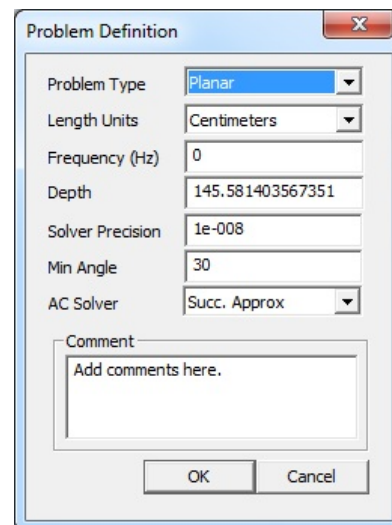 Problem Definition
Problem Type Planar
Length Units Centimeters
Frequency (Hz) 0
Depth 145.581403567351
Solver Precision 1e-008
Min Angle 30
AC Solver Succ. Approx
Comment
Add comments here.
OK Cancel